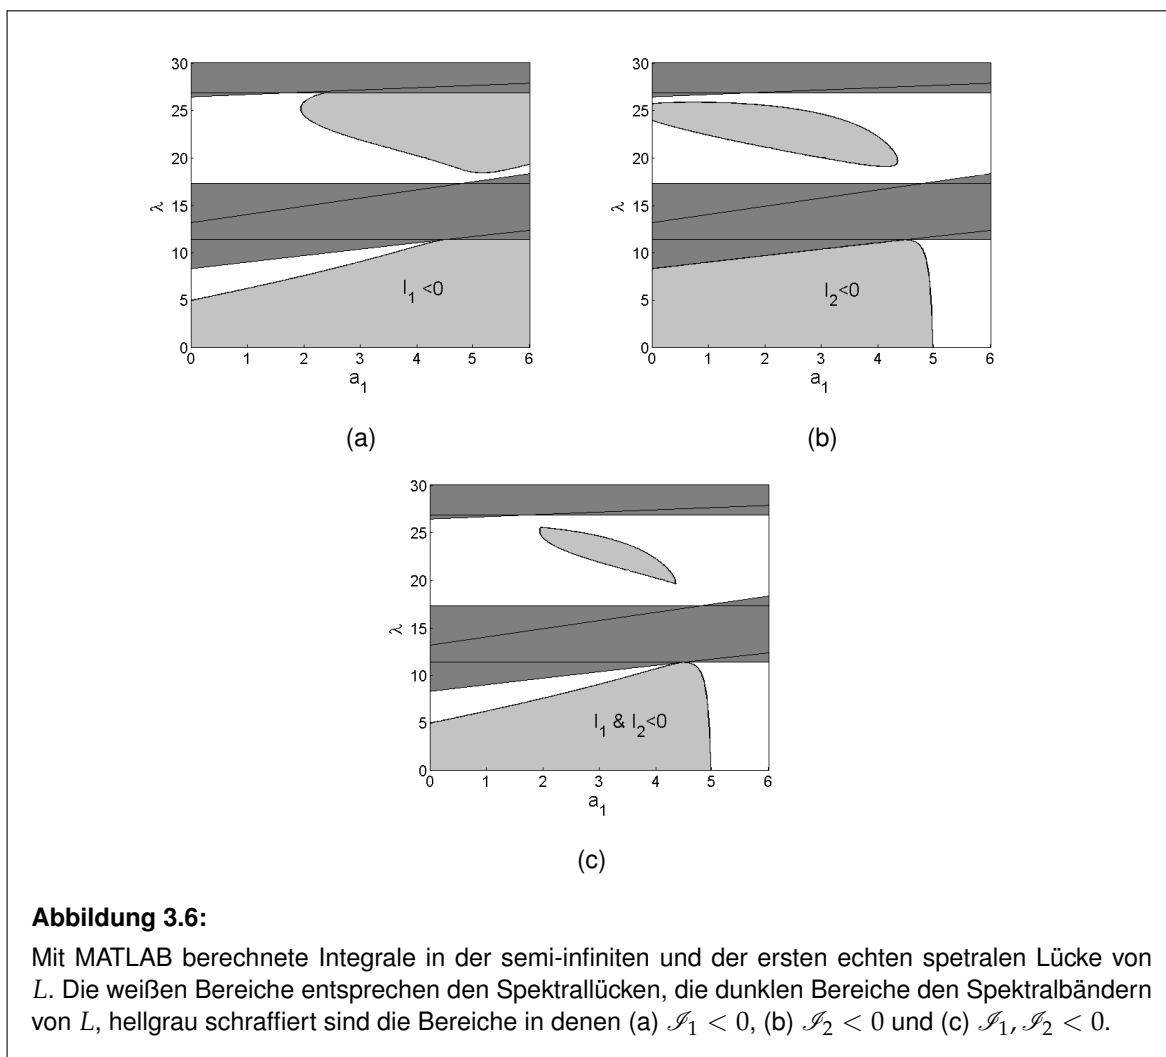 30
25
20
15
10
5
0
λ
0 1 2 3 4 5 6
a₁
I₁ <0
(a)
30
25
20
15
10
5
0
λ
0 1 2 3 4 5 6
a₁
I₂<0
(b)
30
25
20
15
10
5
0
λ
0 1 2 3 4 5 6
a₁
I₁ & I₂<0
(c)
Abbildung 3.6:
Mit MATLAB berechnete Integrale in der semi-infiniten und der ersten echten spetralen Lücke von
L. Die weißen Bereiche entsprechen den Spektrallücken, die dunklen Bereiche den Spektralbändern
von L, hellgrau schraffiert sind die Bereiche in denen (a) ℐ₁ < 0, (b) ℐ₂ < 0 und (c) ℐ₁, ℐ₂ < 0.